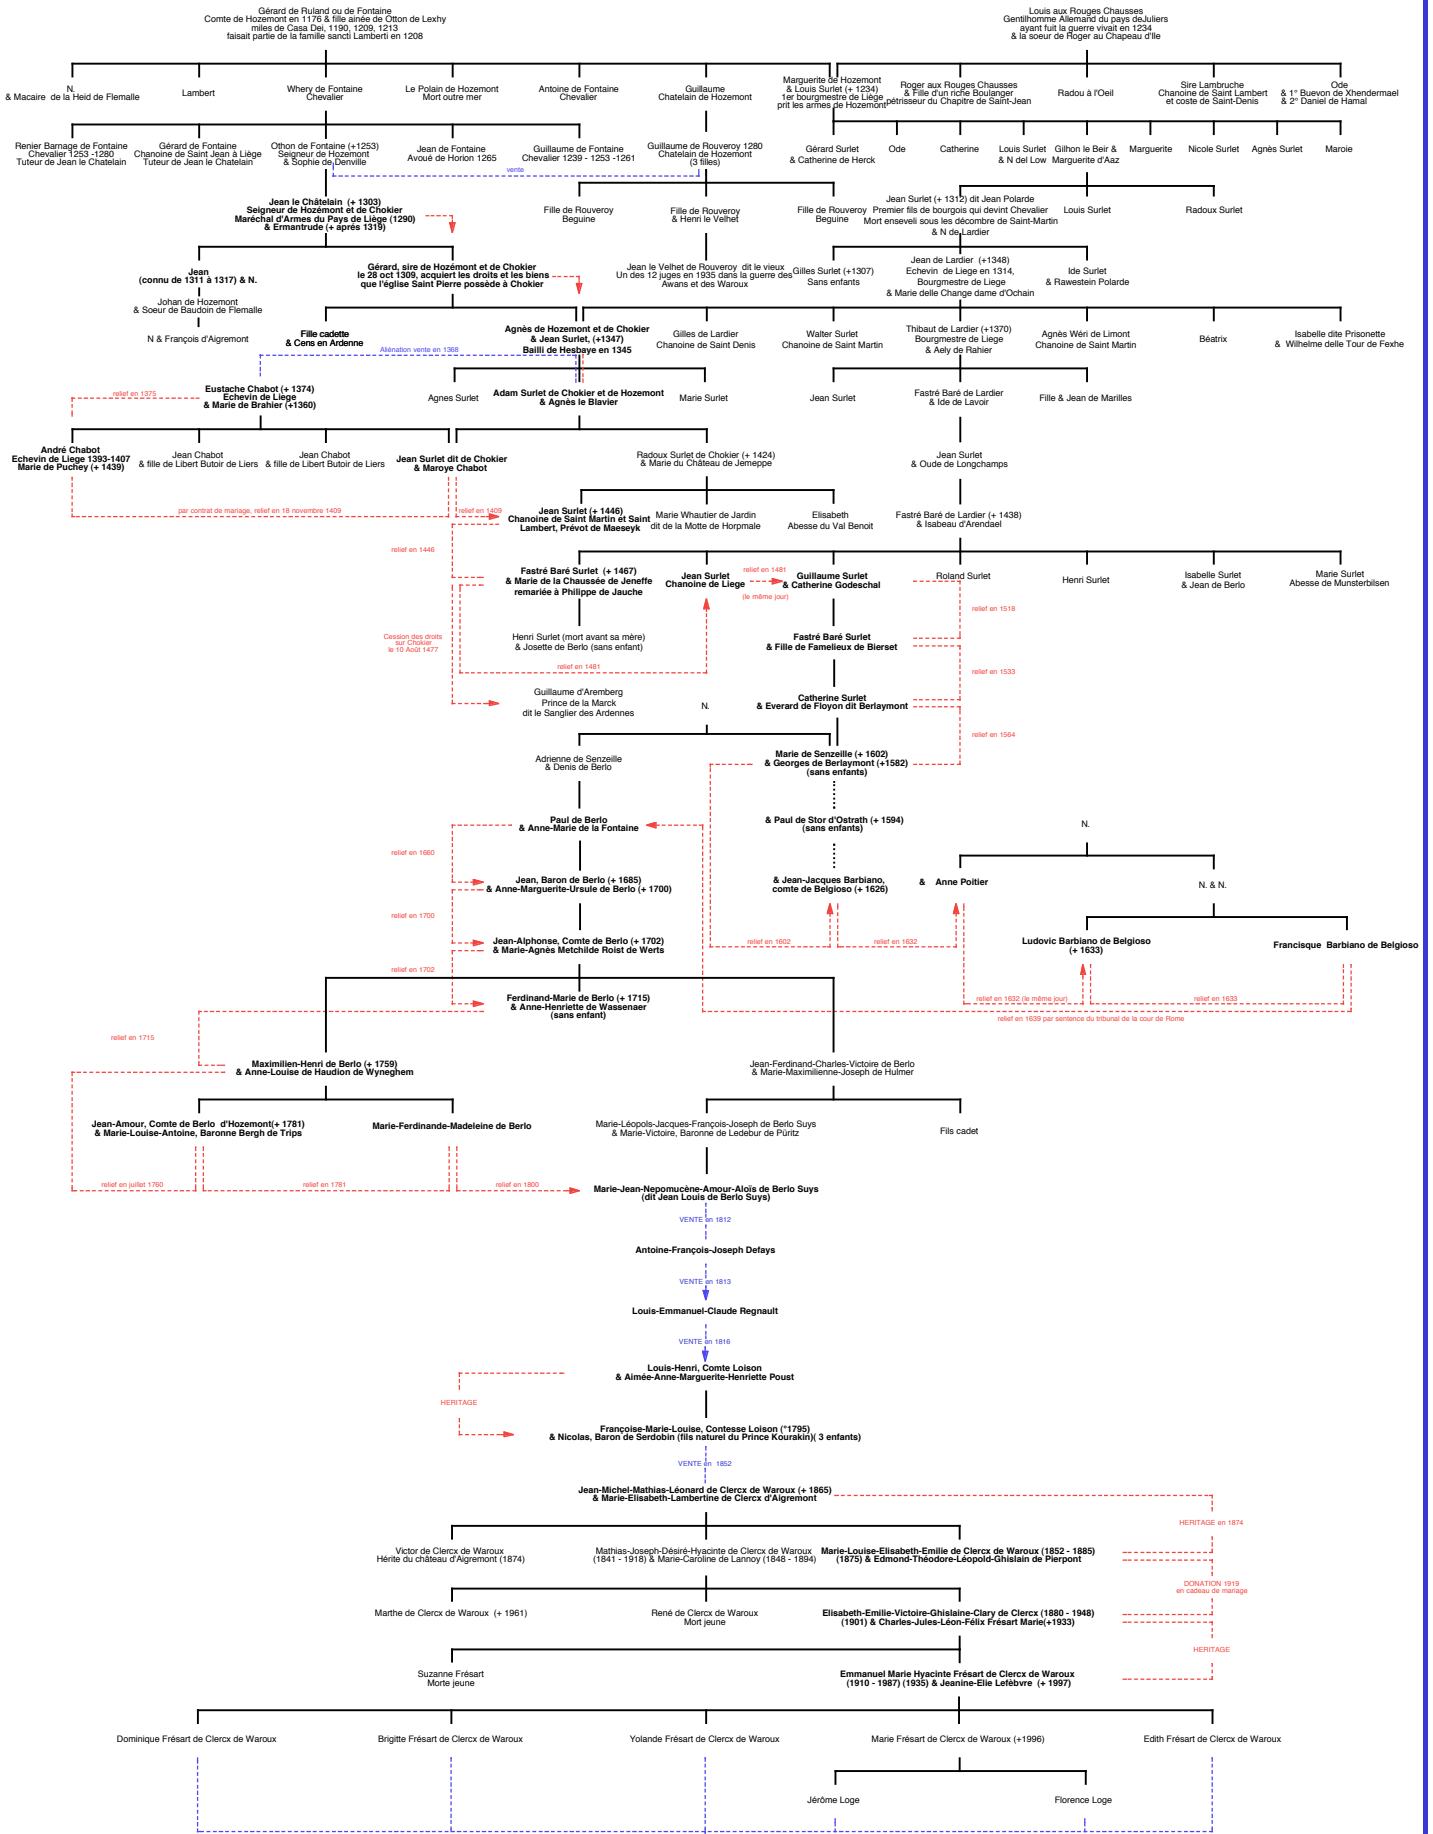 Gérard de Ruland ou de Fontaine
Comte de Hozemont en 1176 & fille ainée de Otton de Lexhy
miles de Casa Dei, 1190, 1209, 1213
faisait partie de la famille sancti Lamberti en 1208
Louis aux Rouges Chausses
Gentilhomme Allemand du pays deJuliers
ayant fuit la guerre vivait en 1234
& la soeur de Roger au Chapeau d'Ile
N.
& Macaire de la Heid de Flemalle
Lambert
Whery de Fontaine
Chevalier
Le Polain de Hozemont
Mort outre mer
Antoine de Fontaine
Chevalier
Guillaume
Chatelain de Hozemont
Marguerite de Hozemont
& Louis Surlet (+ 1234)
1er bourgmestre de Liège
prit les armes de Hozemont
Roger aux Rouges Chausses
& Fille d'un riche Boulanger
pétrisseur du Chapitre de Saint-Jean
Radou à l'Oeil
Sire Lambruche
Chanoine de Saint Lambert
et coste de Saint-Denis
Ode
& 1° Buevon de Xhendermael
& 2° Daniel de Hamal
Renier Barnage de Fontaine
Chevalier 1253 -1280
Tuteur de Jean le Chatelain
Gérard de Fontaine
Chanoine de Saint Jean à Liège
Tuteur de Jean le Chatelain
Othon de Fontaine (+1253)
Seigneur de Hozemont
& Sophie de Denville
Jean de Fontaine
Avoué de Horion 1265
Guillaume de Fontaine
Chevalier 1239 - 1253 -1261
Guillaume de Rouveroy 1280
Chatelain de Hozemont
(3 filles)
Gérard Surlet
& Catherine de Herck
Ode
Catherine
Louis Surlet
& N del Low
Gilhon le Beir &
Marguerite d'Aaz
Marguerite
Nicole Surlet
Agnès Surlet
Maroie
vente
Jean le Châtelain (+ 1303)
Seigneur de Hozémont et de Chokier
Maréchal d'Armes du Pays de Liège (1290)
& Ermantrude (+ aprés 1319)
Fille de Rouveroy
Beguine
Fille de Rouveroy
& Henri le Velhet
Fille de Rouveroy
Beguine
Jean Surlet (+ 1312) dit Jean Polarde
Premier fils de bourgois qui devint Chevalier
Mort enseveli sous les décombre de Saint-Martin
& N de Lardier
Louis Surlet
Radoux Surlet
Jean
(connu de 1311 à 1317) & N.
Gérard, sire de Hozémont et de Chokier
le 28 oct 1309, acquiert les droits et les biens
que l'église Saint Pierre possède à Chokier
Jean le Velhet de Rouveroy dit le vieux
Un des 12 juges en 1935 dans la guerre des
Awans et des Waroux
Gilles Surlet (+1307)
Sans enfants
Jean de Lardier (+1348)
Echevin de Liege en 1314,
Bourgmestre de Liege
& Marie delle Change dame d'Ochain
Ide Surlet
& Rawestein Polarde
Johan de Hozemont
& Soeur de Baudoin de Flemalle
N & François d'Aigremont
Fille cadette
& Cens en Ardenne
Agnès de Hozemont et de Chokier
& Jean Surlet, (+1347)
Bailli de Hesbaye en 1345
Gilles de Lardier
Chanoine de Saint Denis
Walter Surlet
Chanoine de Saint Martin
Thibaut de Lardier (+1370)
Bourgmestre de Liege
& Aely de Rahier
Agnès Wéri de Limont
Chanoine de Saint Martin
Béatrix
Isabelle dite Prisonette
& Wilhelme delle Tour de Fexhe
Aliénation vente en 1368
relief en 1375
Eustache Chabot (+ 1374)
Echevin de Liège
& Marie de Brahier (+1360)
Agnes Surlet
Adam Surlet de Chokier et de Hozemont
& Agnès le Blavier
Marie Surlet
Jean Surlet
Fastré Baré de Lardier
& Ide de Lavoir
Fille & Jean de Marilles
André Chabot
Echevin de Liege 1393-1407
Marie de Puchey (+ 1439)
Jean Chabot
& fille de Libert Butoir de Liers
Jean Chabot
& fille de Libert Butoir de Liers
Jean Surlet dit de Chokier
& Maroye Chabot
Radoux Surlet de Chokier (+ 1424)
& Marie du Château de Jemeppe
Jean Surlet
& Oude de Longchamps
par contrat de mariage, relief en 18 novembre 1409
relief en 1409
Jean Surlet (+ 1446)
Chanoine de Saint Martin et Saint
Lambert, Prévot de Maeseyk
Marie Whautier de Jardin
dit de la Motte de Horpmale
Elisabeth
Abesse du Val Benoit
Fastré Baré de Lardier (+ 1438)
& Isabeau d'Arendael
relief en 1446
Fastré Baré Surlet (+ 1467)
& Marie de la Chaussée de Jeneffe
remariée à Philippe de Jauche
Jean Surlet
Chanoine de Liege
relief en 1481
(le même jour)
Guillaume Surlet
& Catherine Godeschal
Roland Surlet
Henri Surlet
Isabelle Surlet
& Jean de Berlo
Marie Surlet
Abesse de Munsterbilsen
relief en 1518
Cession des droits
sur Chokier
le 10 Août 1477
Henri Surlet (mort avant sa mère)
& Josette de Berlo (sans enfant)
relief en 1481
Fastré Baré Surlet
& Fille de Famelieux de Bierset
relief en 1533
Guillaume d'Aremberg
Prince de la Marck
dit le Sanglier des Ardennes
N.
Catherine Surlet
& Everard de Floyon dit Berlaymont
relief en 1564
Adrienne de Senzeille
& Denis de Berlo
Marie de Senzeille (+ 1602)
& Georges de Berlaymont (+1582)
(sans enfants)
Paul de Berlo
& Anne-Marie de la Fontaine
& Paul de Stor d'Ostrath (+ 1594)
(sans enfants)
N.
relief en 1660
Jean, Baron de Berlo (+ 1685)
& Anne-Marguerite-Ursule de Berlo (+ 1700)
& Jean-Jacques Barbiano,
comte de Belgioso (+ 1626)
& Anne Poitier
N. & N.
relief en 1700
Jean-Alphonse, Comte de Berlo (+ 1702)
& Marie-Agnès Metchilde Roist de Werts
relief en 1602
relief en 1632
Ludovic Barbiano de Belgioso
(+ 1633)
Francisque Barbiano de Belgioso
relief en 1702
Ferdinand-Marie de Berlo (+ 1715)
& Anne-Henriette de Wassenaer
(sans enfant)
relief en 1632 (le même jour)
relief en 1633
relief en 1639 par sentence du tribunal de la cour de Rome
relief en 1715
Maximilien-Henri de Berlo (+ 1759)
& Anne-Louise de Haudion de Wyneghem
Jean-Ferdinand-Charles-Victoire de Berlo
& Marie-Maximilienne-Joseph de Hulmer
Jean-Amour, Comte de Berlo d'Hozemont(+ 1781)
& Marie-Louise-Antoine, Baronne Bergh de Trips
Marie-Ferdinande-Madeleine de Berlo
Marie-Léopols-Jacques-François-Joseph de Berlo Suys
& Marie-Victoire, Baronne de Ledebur de Püritz
Fils cadet
relief en juillet 1760
relief en 1781
relief en 1800
Marie-Jean-Nepomucène-Amour-Aloïs de Berlo Suys
(dit Jean Louis de Berlo Suys)
VENTE en 1812
Antoine-François-Joseph Defays
VENTE en 1813
Louis-Emmanuel-Claude Regnault
VENTE en 1816
Louis-Henri, Comte Loison
& Aimée-Anne-Marguerite-Henriette Poust
HERITAGE
Françoise-Marie-Louise, Contesse Loison (°1795)
& Nicolas, Baron de Serdobin (fils naturel du Prince Kourakin)( 3 enfants)
VENTE en 1852
Jean-Michel-Mathias-Léonard de Clercx de Waroux (+ 1865)
& Marie-Elisabeth-Lambertine de Clercx d'Aigremont
HERITAGE en 1874
Victor de Clercx de Waroux
Hérite du château d'Aigremont (1874)
Mathias-Joseph-Désiré-Hyacinte de Clercx de Waroux
(1841 - 1918) & Marie-Caroline de Lannoy (1848 - 1894)
Marie-Louise-Elisabeth-Emilie de Clercx de Waroux (1852 - 1885)
(1875) & Edmond-Théodore-Léopold-Ghislain de Pierpont
DONATION 1919
en cadeau de mariage
Marthe de Clercx de Waroux (+ 1961)
René de Clercx de Waroux
Mort jeune
Elisabeth-Emilie-Victoire-Ghislaine-Clary de Clercx (1880 - 1948)
(1901) & Charles-Jules-Léon-Félix Frésart Marie(+1933)
HERITAGE
Suzanne Frésart
Morte jeune
Emmanuel Marie Hyacinte Frésart de Clercx de Waroux
(1910 - 1987) (1935) & Jeanine-Elie Lefèbvre (+ 1997)
Dominique Frésart de Clercx de Waroux
Brigitte Frésart de Clercx de Waroux
Yolande Frésart de Clercx de Waroux
Marie Frésart de Clercx de Waroux (+1996)
Edith Frésart de Clercx de Waroux
Jérôme Loge
Florence Loge